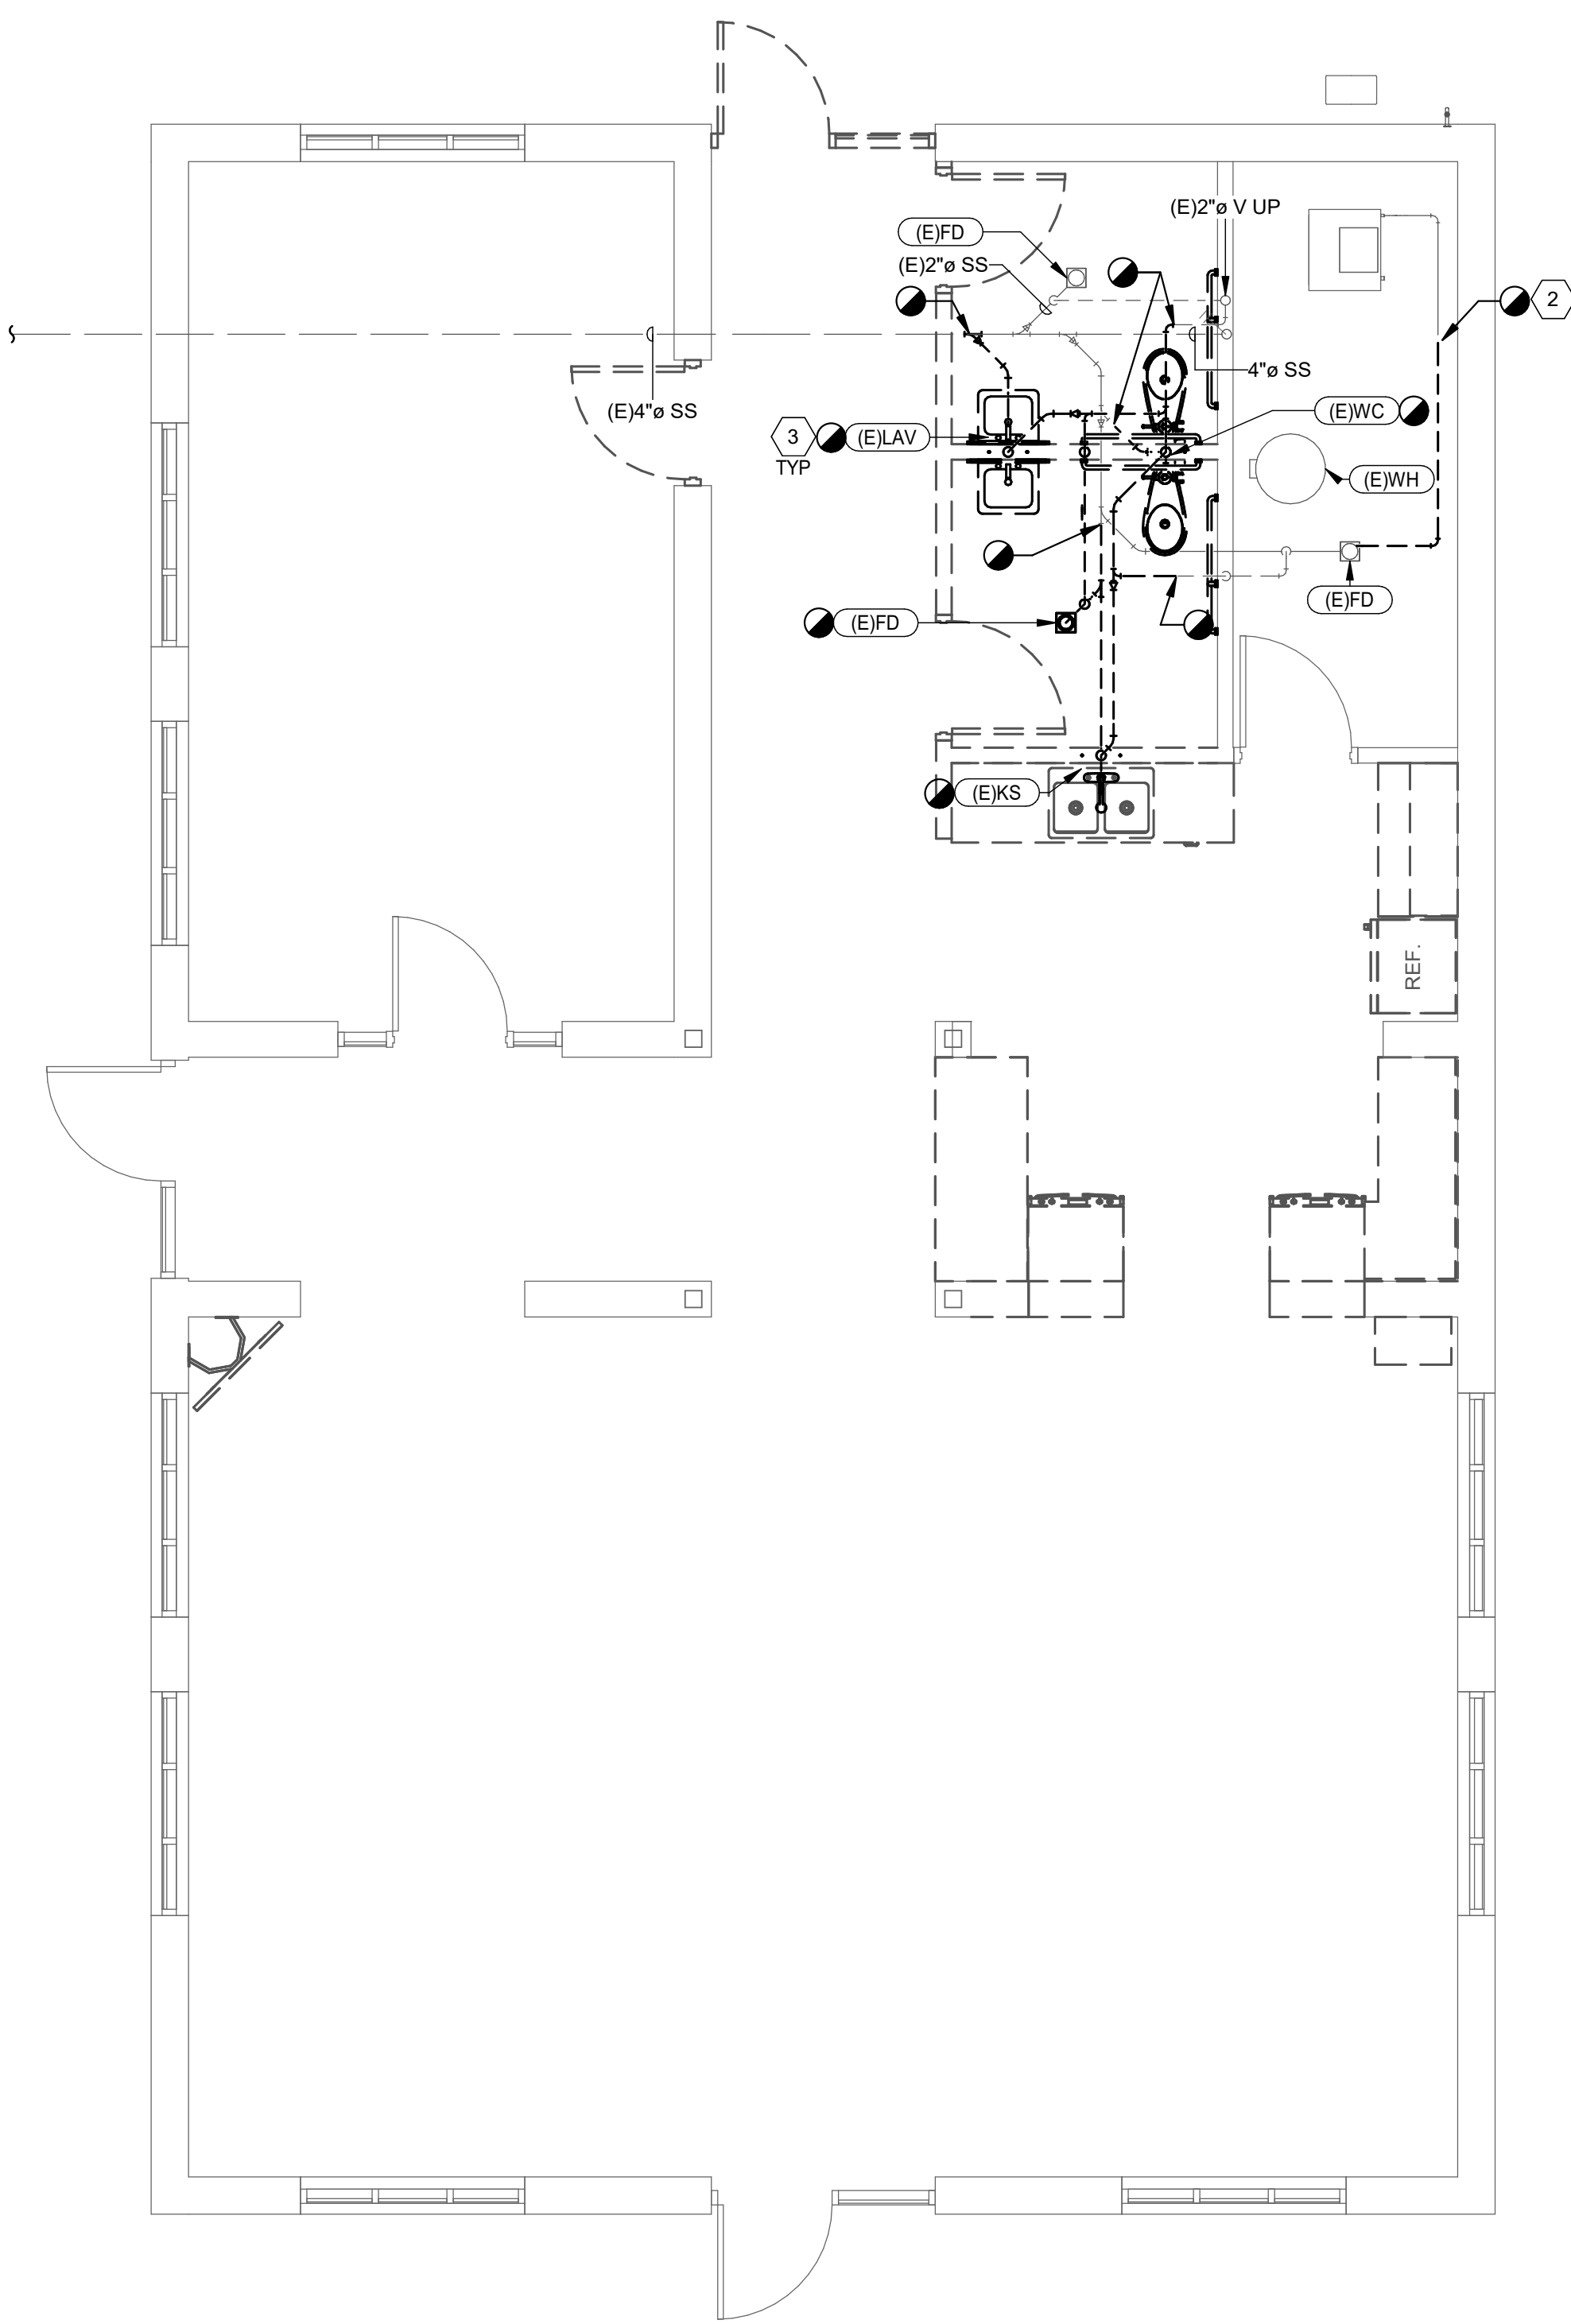 (E)2"ø V UP
(E)FD
(E)2"ø SS
2
4"ø SS
(E)4"ø SS
(E)WC
3
(E)LAV
TYP
(E)WH
(E)FD
(E)FD
(E)KS
REF.